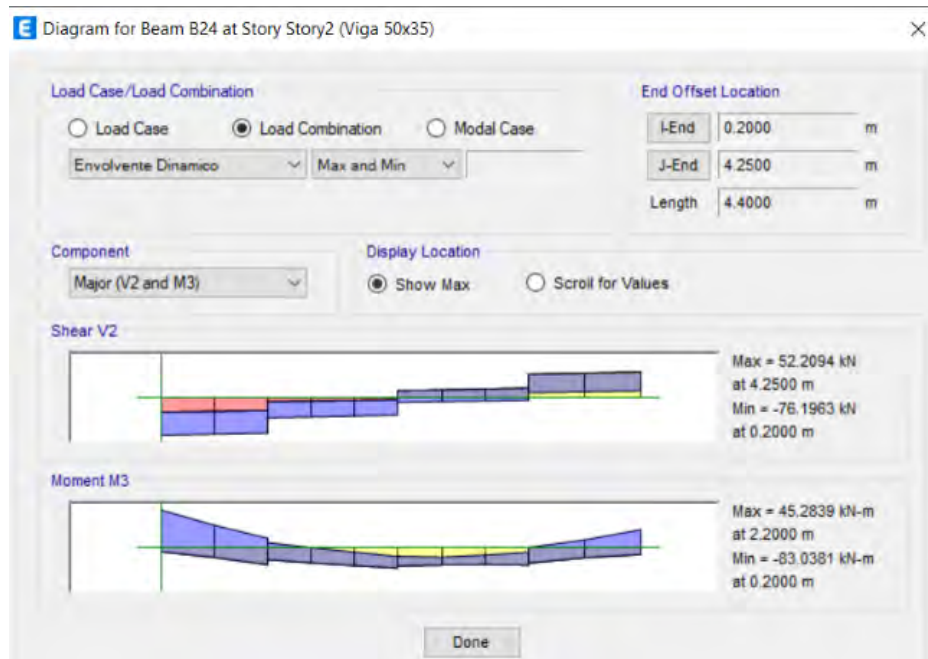 E Diagram for Beam B24 at Story Story2 (Viga 50x35)
Load Case/Load Combination
Load Case Load Combination Modal Case
Envolvente Dinamico Max and Min
End Offset Location
I-End 0.2000 m
J-End 4.2500 m
Length 4.4000 m
Component
Major (V2 and M3)
Display Location
Show Max Scroll for Values
Shear V2
Max = 52.2094 kN
at 4.2500 m
Min = -76.1963 kN
at 0.2000 m
Moment M3
Max = 45.2839 kN-m
at 2.2000 m
Min = -83.0381 kN-m
at 0.2000 m
Done